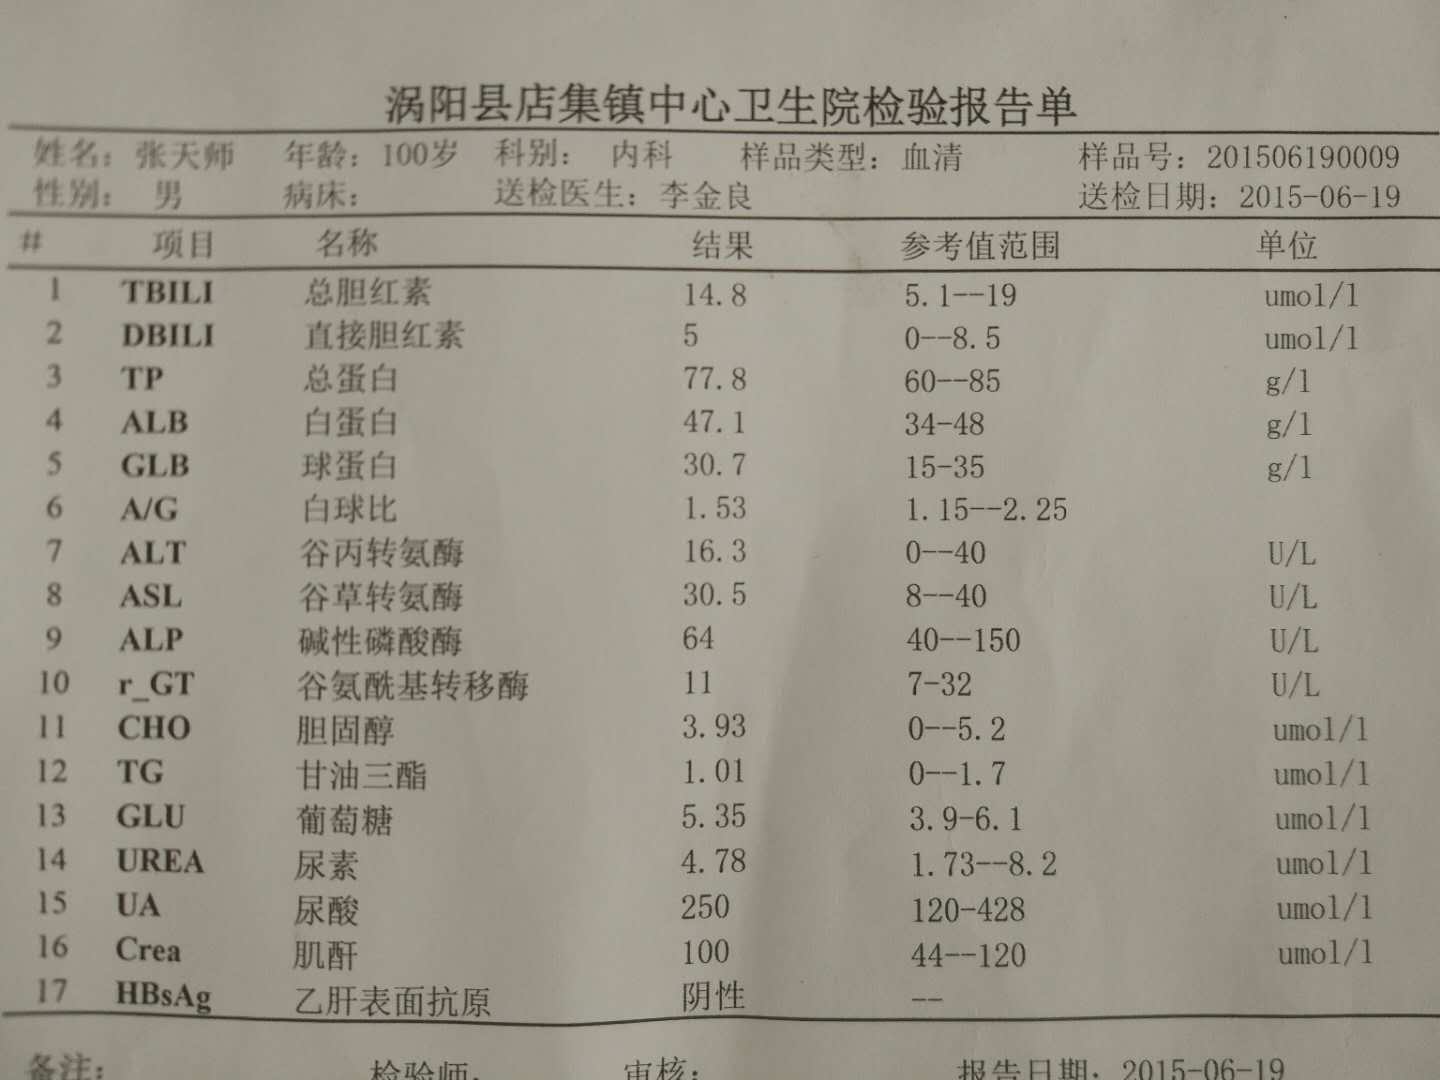 涡阳县店集镇中心卫生院检验报告单
姓名：张天师 年龄：100岁 科别： 内科 样品类型：血清 样品号：201506190009
性别： 男 病床： 送检医生：李金良 送检日期：2015-06-19
# 项目 名称 结果 参考值范围 单位
1 TBILI 总胆红素 14.8 5.1--19 umol/l
2 DBILI 直接胆红素 5 0--8.5 umol/l
3 TP 总蛋白 77.8 60--85 g/l
4 ALB 白蛋白 47.1 34-48 g/l
5 GLB 球蛋白 30.7 15-35 g/l
6 A/G 白球比 1.53 1.15--2.25
7 ALT 谷丙转氨酶 16.3 0--40 U/L
8 ASL 谷草转氨酶 30.5 8--40 U/L
9 ALP 碱性磷酸酶 64 40--150 U/L
10 r_GT 谷氨酰基转移酶 11 7-32 U/L
11 CHO 胆固醇 3.93 0--5.2 umol/l
12 TG 甘油三酯 1.01 0--1.7 umol/l
13 GLU 葡萄糖 5.35 3.9-6.1 umol/l
14 UREA 尿素 4.78 1.73--8.2 umol/l
15 UA 尿酸 250 120-428 umol/l
16 Crea 肌酐 100 44--120 umol/l
17 HBsAg 乙肝表面抗原 阴性 --
备注： 检验师： 审核： 报告日期：2015-06-19